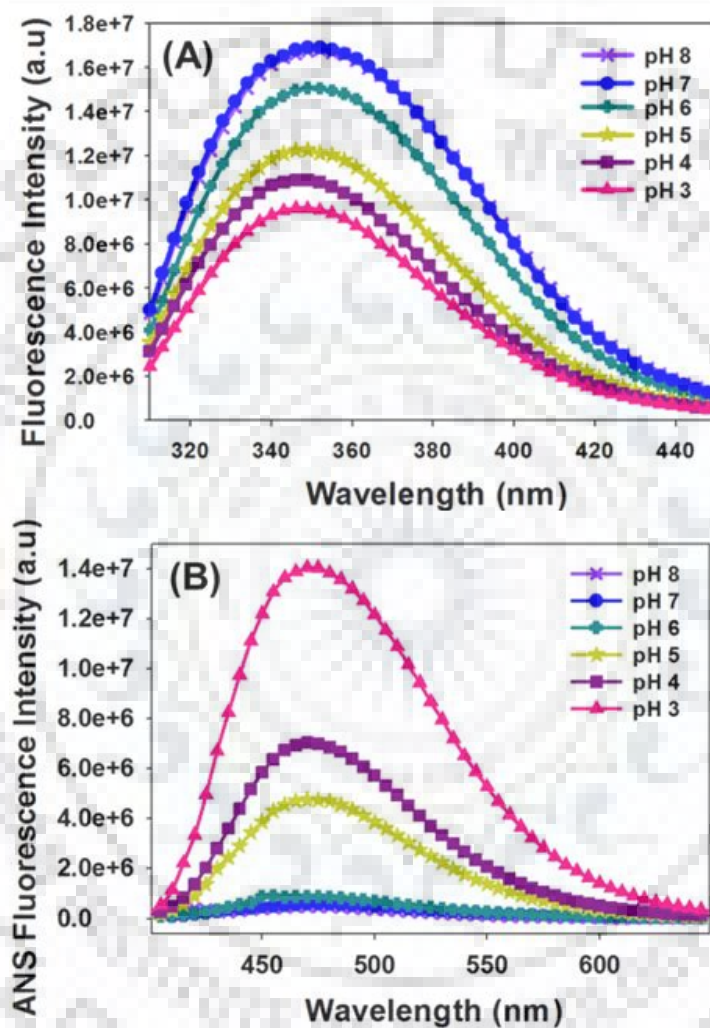 (A)
Fluorescence Intensity (a.u)
1.8e+7
1.6e+7
1.4e+7
1.2e+7
1.0e+7
8.0e+6
6.0e+6
4.0e+6
2.0e+6
0.0
pH 8
pH 7
pH 6
pH 5
pH 4
pH 3
320 340 360 380 400 420 440
Wavelength (nm)
(B)
ANS Fluorescence Intensity (a.u)
1.4e+7
1.2e+7
1.0e+7
8.0e+6
6.0e+6
4.0e+6
2.0e+6
0.0
pH 8
pH 7
pH 6
pH 5
pH 4
pH 3
450 500 550 600
Wavelength (nm)